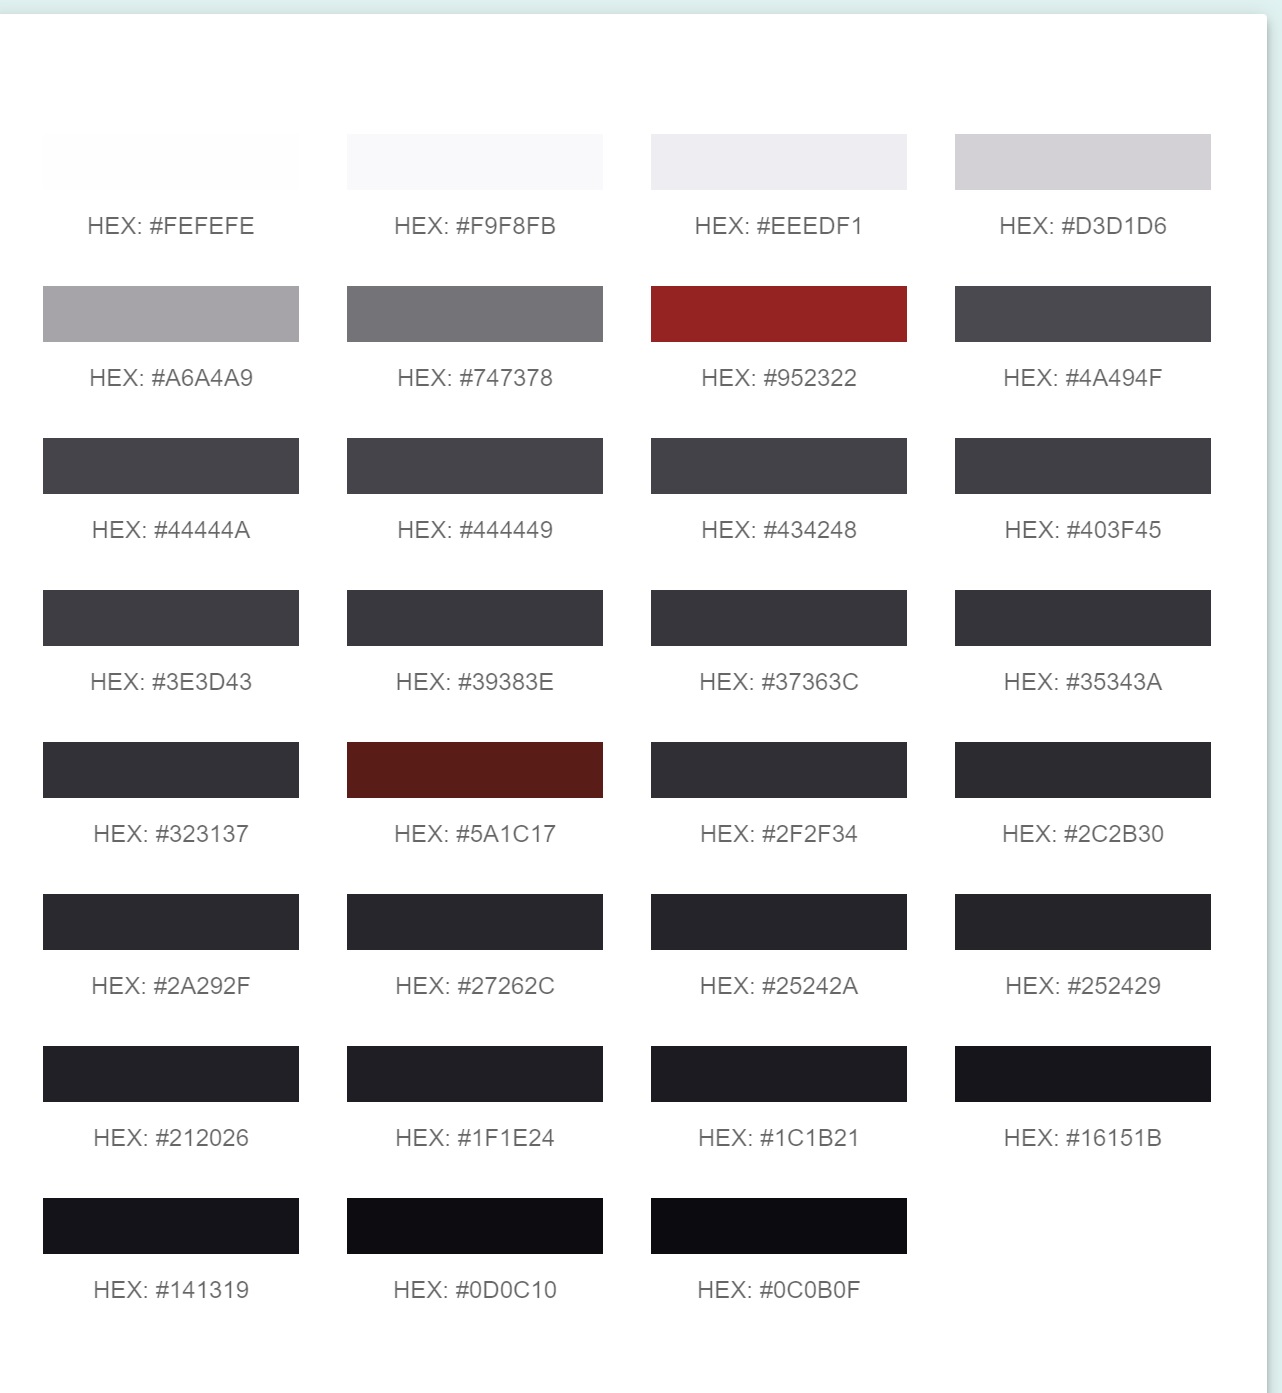 HEX: #FEFEFE
HEX: #F9F8FB
HEX: #EEEDF1
HEX: #D3D1D6
HEX: #A6A4A9
HEX: #747378
HEX: #952322
HEX: #4A494F
HEX: #44444A
HEX: #444449
HEX: #434248
HEX: #403F45
HEX: #3E3D43
HEX: #39383E
HEX: #37363C
HEX: #35343A
HEX: #323137
HEX: #5A1C17
HEX: #2F2F34
HEX: #2C2B30
HEX: #2A292F
HEX: #27262C
HEX: #25242A
HEX: #252429
HEX: #212026
HEX: #1F1E24
HEX: #1C1B21
HEX: #16151B
HEX: #141319
HEX: #0D0C10
HEX: #0C0B0F